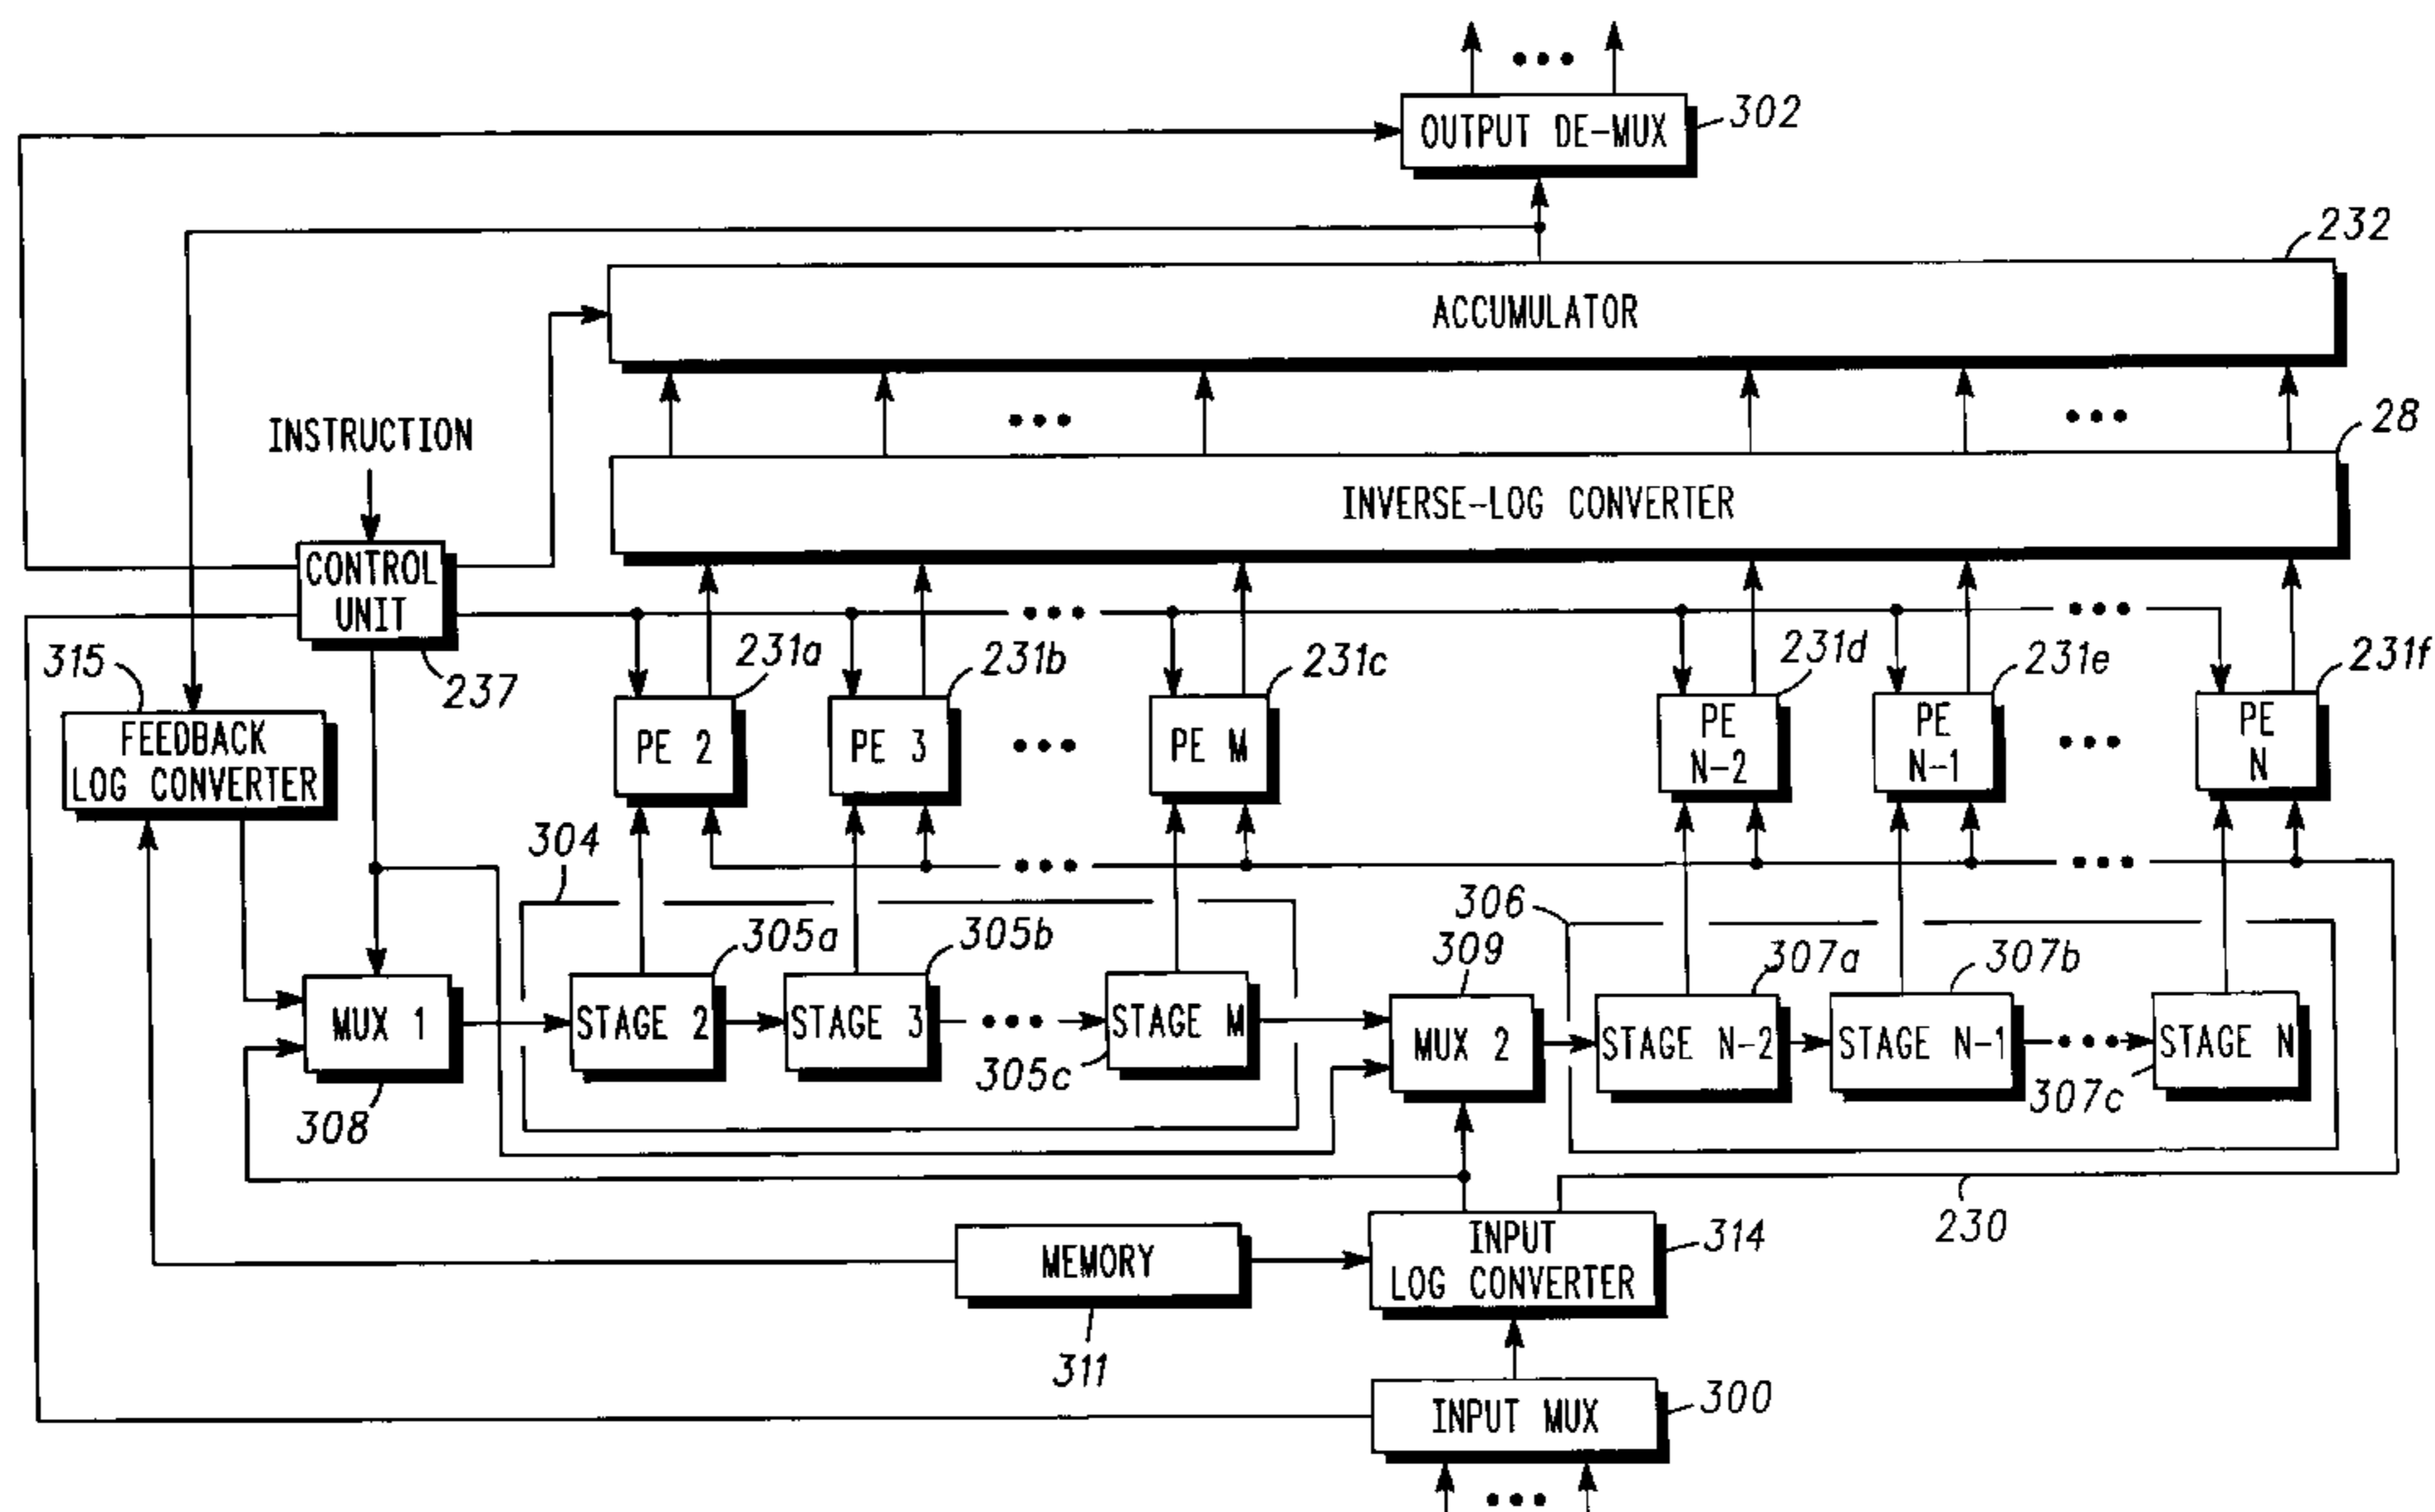 OUTPUT DE-MUX
302
232
ACCUMULATOR
28
INSTRUCTION
INVERSE-LOG CONVERTER
CONTROL
UNIT
237
315
FEEDBACK
LOG CONVERTER
231a
231b
231c
231d
231e
231f
PE 2
PE 3
PE M
PE
N-2
PE
N-1
PE
N
304
306
305a
305b
309
307a
307b
MUX 1
STAGE 2
STAGE 3
STAGE M
MUX 2
STAGE N-2
STAGE N-1
STAGE N
308
305c
307c
MEMORY
311
INPUT
LOG CONVERTER
314
230
INPUT MUX
300